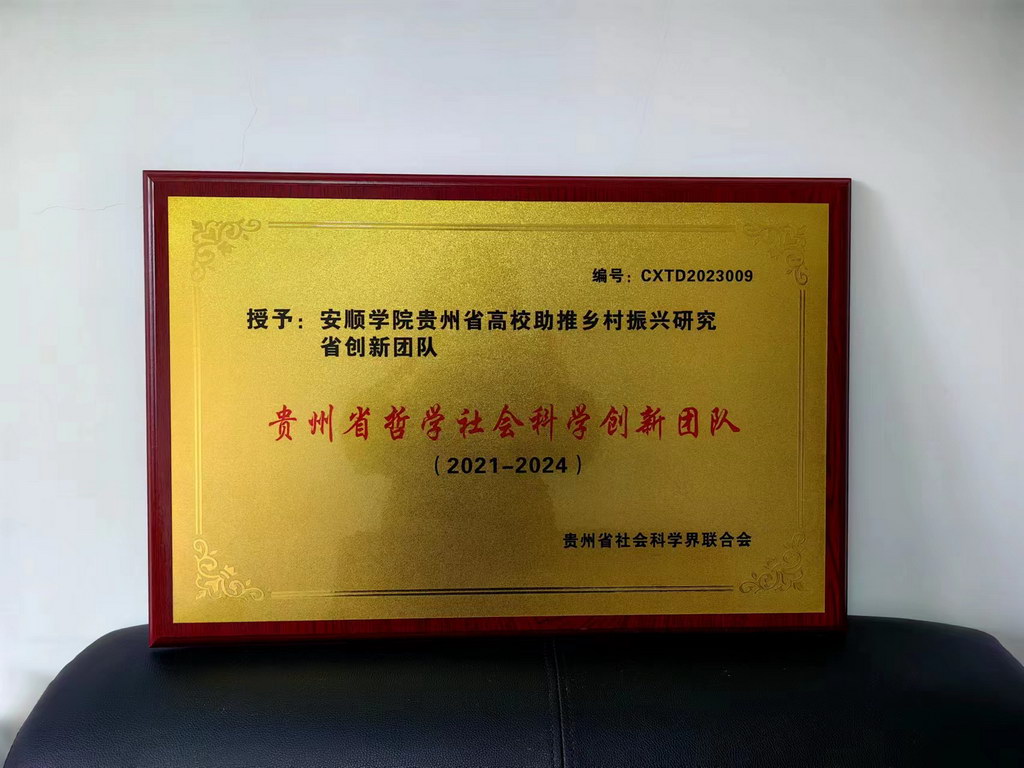 编号：CXTD2023009
授予：安顺学院贵州省高校助推乡村振兴研究
省创新团队
贵州省哲学社会科学创新团队
（2021-2024）
贵州省社会科学界联合会